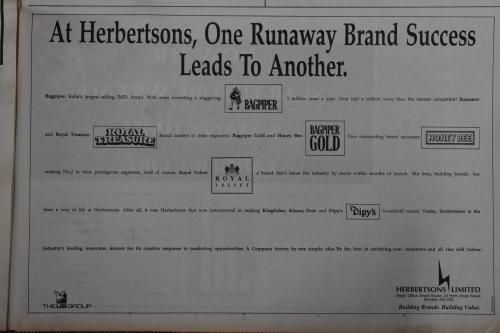 At Herbertsons, One Runaway Brand Success
Leads To Another.
Bagpiper. India's largest selling IMFL brand. With sales exceeding a staggering BAGPIPER 2 million cases a year. Over half a million more than the nearest competitor! Romanov
and Royal Treasure. ROYAL TREASURE Brand leaders in their segments. Bagpiper Gold and Honey Bee. BAGPIPER GOLD Two outstanding brand successes HONEY BEE
ranking No.2 in their prestigious segments. And of course, Royal Velvet ROYAL VELVET a brand that's taken the industry by storm within months of launch. But then, building brands has
been a way of life at Herbertsons. After all, it was Herbertsons that was instrumental in making Kingfisher, Kissan, Festi and Dipy's Dipy's household names. Today, Herbertsons is the
industry's leading innovator, known for its creative response to marketing opportunities. A Company driven by one simple idea. Be the best at satisfying your customers and all else will follow.
THE UB GROUP
HERBERTSONS LIMITED
Building Brands. Building Value.